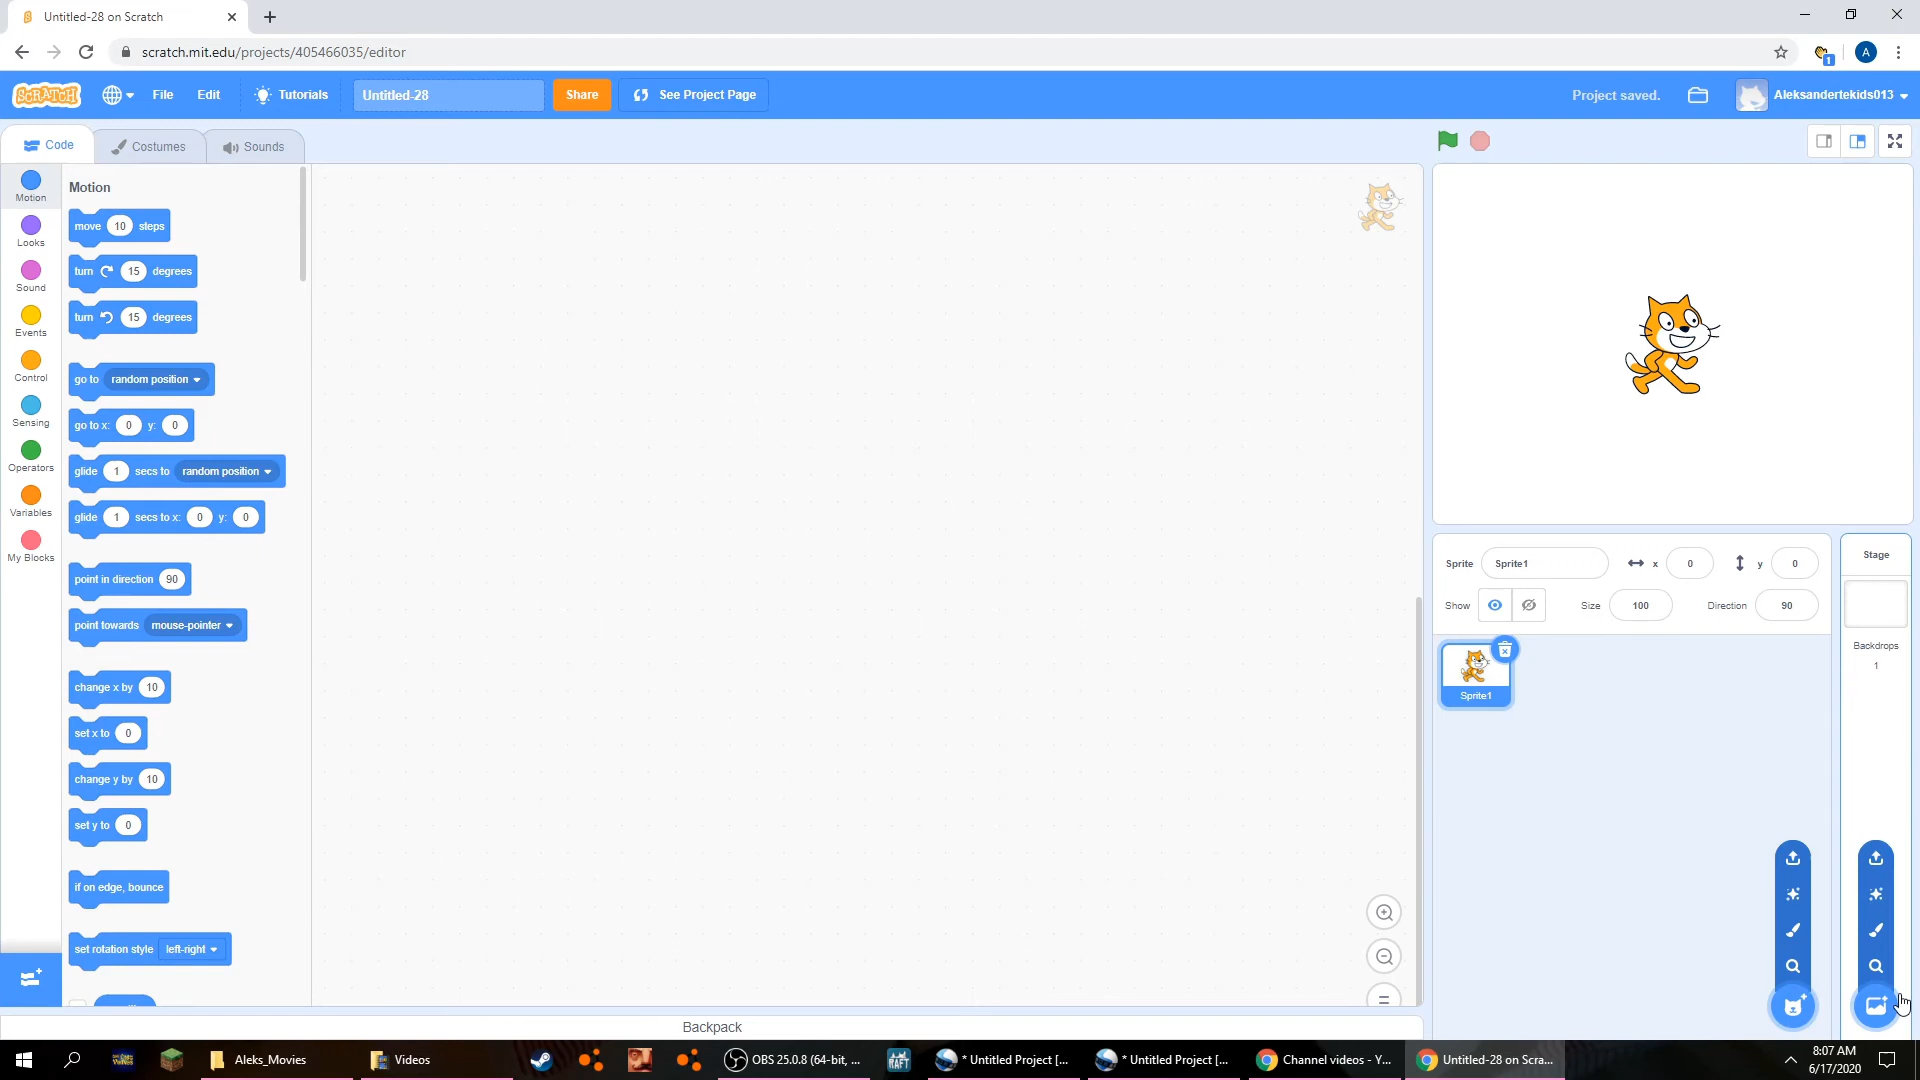 Untitled-28 on Scratch
scratch.mit.edu/projects/405466035/editor
A
1
SCRATCH
File
Edit
Tutorials
Untitled-28
Share
See Project Page
Project saved.
Aleksandertekids013
Code
Costumes
Sounds
Motion
Looks
Sound
Events
Control
Sensing
Operators
Variables
My Blocks
Motion
move 10 steps
turn 15 degrees
turn 15 degrees
go to random position
go to x: 0 y: 0
glide 1 secs to random position
glide 1 secs to x: 0 y: 0
point in direction 90
point towards mouse-pointer
change x by 10
set x to 0
change y by 10
set y to 0
if on edge, bounce
set rotation style left-right
Sprite Sprite1 x 0 y 0
Show Size 100 Direction 90
Sprite1
Stage
Backdrops
1
Backpack
Aleks_Movies
Videos
OBS 25.0.8 (64-bit, ...
RAFT
* Untitled Project [...
* Untitled Project [...
Channel videos - Y...
Untitled-28 on Scra...
8:07 AM
6/17/2020